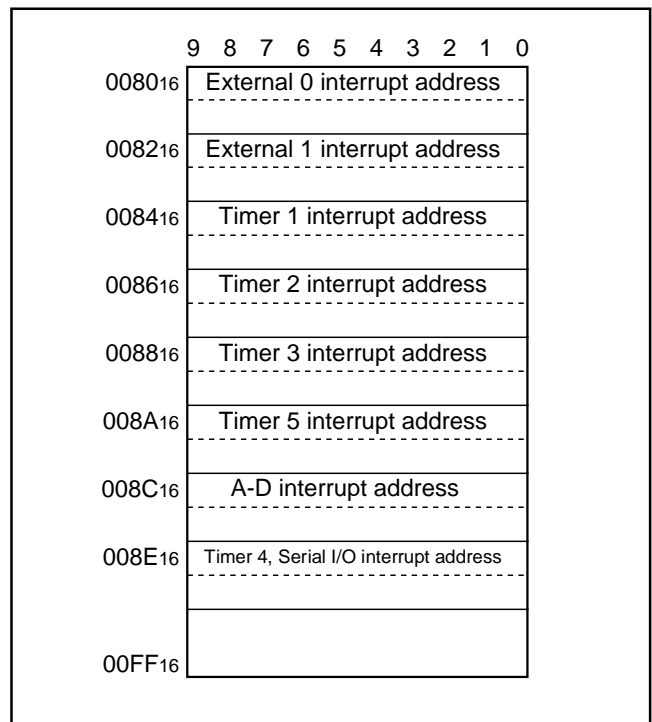 9 8 7 6 5 4 3 2 1 0
008016 External 0 interrupt address
008216 External 1 interrupt address
008416 Timer 1 interrupt address
008616 Timer 2 interrupt address
008816 Timer 3 interrupt address
008A16 Timer 5 interrupt address
008C16 A-D interrupt address
008E16 Timer 4, Serial I/O interrupt address
00FF16